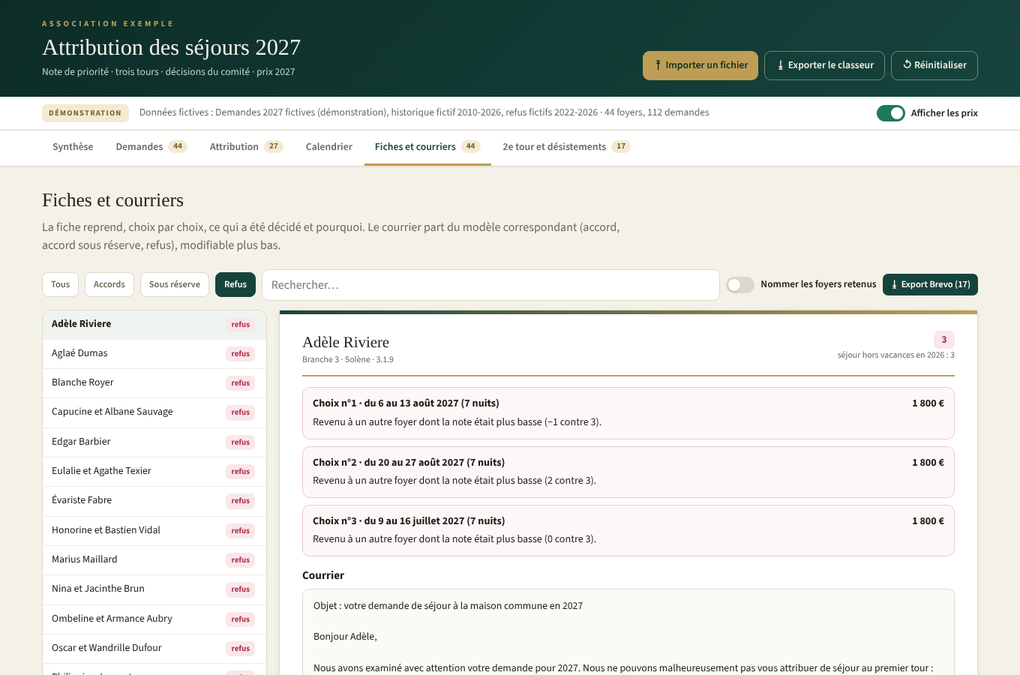 ASSOCIATION EXEMPLE
Attribution des séjours 2027
Note de priorité · trois tours · décisions du comité · prix 2027
Importer un fichier
Exporter le classeur
Réinitialiser
DÉMONSTRATION
Données fictives : Demandes 2027 fictives (démonstration), historique fictif 2010-2026, refus fictifs 2022-2026 · 44 foyers, 112 demandes
Afficher les prix
Synthèse
Demandes 44
Attribution 27
Calendrier
Fiches et courriers 44
2e tour et désistements 17
Fiches et courriers
La fiche reprend, choix par choix, ce qui a été décidé et pourquoi. Le courrier part du modèle correspondant (accord,
accord sous réserve, refus), modifiable plus bas.
Tous
Accords
Sous réserve
Refus
Rechercher…
Nommer les foyers retenus
Export Brevo (17)
Adèle Riviere refus
Aglaé Dumas refus
Blanche Royer refus
Capucine et Albane Sauvage refus
Edgar Barbier refus
Eulalie et Agathe Texier refus
Évariste Fabre refus
Honorine et Bastien Vidal refus
Marius Maillard refus
Nina et Jacinthe Brun refus
Ombeline et Armance Aubry refus
Oscar et Wandrille Dufour refus
Adèle Riviere
3
Branche 3 · Solène · 3.1.9
séjour hors vacances en 2026 : 3
Choix n°1 · du 6 au 13 août 2027 (7 nuits) 1 800 €
Revenu à un autre foyer dont la note était plus basse (−1 contre 3).
Choix n°2 · du 20 au 27 août 2027 (7 nuits) 1 800 €
Revenu à un autre foyer dont la note était plus basse (2 contre 3).
Choix n°3 · du 9 au 16 juillet 2027 (7 nuits) 1 800 €
Revenu à un autre foyer dont la note était plus basse (0 contre 3).
Courrier
Objet : votre demande de séjour à la maison commune en 2027
Bonjour Adèle,
Nous avons examiné avec attention votre demande pour 2027. Nous ne pouvons malheureusement pas vous attribuer de séjour au premier tour :